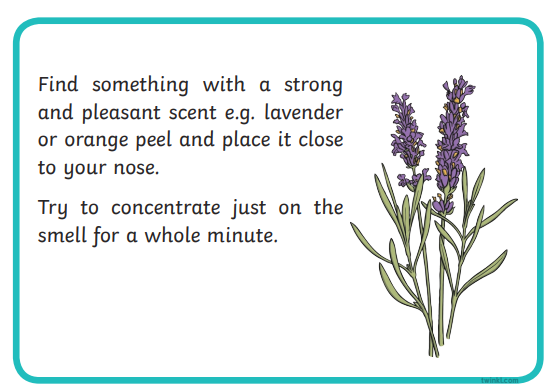 Find something with a strong
and pleasant scent e.g. lavender
or orange peel and place it close
to your nose.
Try to concentrate just on the
smell for a whole minute.
twinkl.com